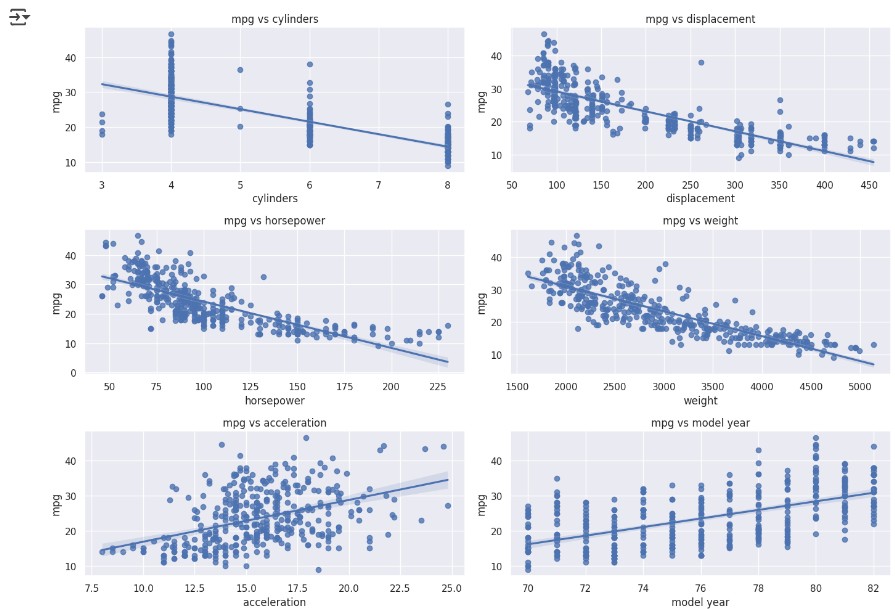 mpg vs cylinders
mpg
40
30
20
10
3 4 5 6 7 8
cylinders
mpg vs displacement
mpg
40
30
20
10
50 100 150 200 250 300 350 400 450
displacement
mpg vs horsepower
mpg
40
30
20
10
0
50 75 100 125 150 175 200 225
horsepower
mpg vs weight
mpg
40
30
20
10
1500 2000 2500 3000 3500 4000 4500 5000
weight
mpg vs acceleration
mpg
40
30
20
10
7.5 10.0 12.5 15.0 17.5 20.0 22.5 25.0
acceleration
mpg vs model year
mpg
40
30
20
10
70 72 74 76 78 80 82
model year